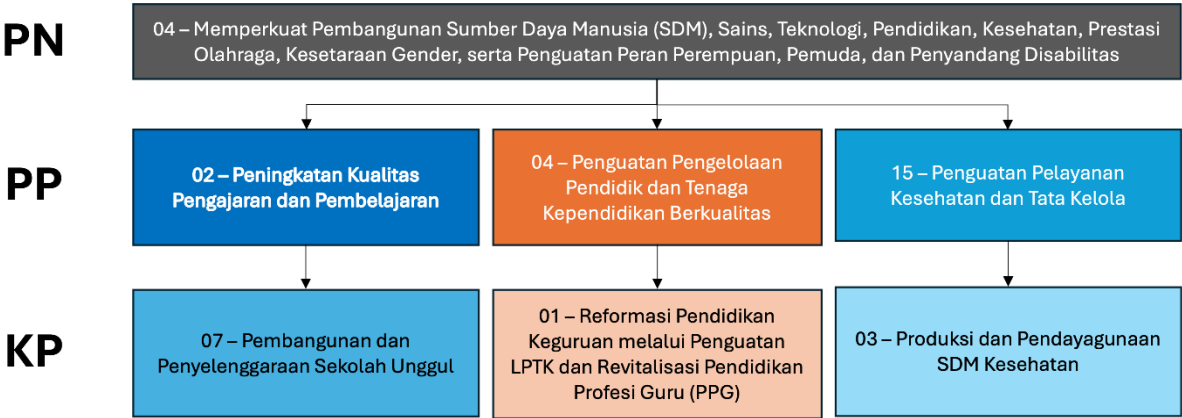 PN
04 – Memperkuat Pembangunan Sumber Daya Manusia (SDM), Sains, Teknologi, Pendidikan, Kesehatan, Prestasi
Olahraga, Kesetaraan Gender, serta Penguatan Peran Perempuan, Pemuda, dan Penyandang Disabilitas
PP
02 – Peningkatan Kualitas
Pengajaran dan Pembelajaran
04 – Penguatan Pengelolaan
Pendidik dan Tenaga
Kependidikan Berkualitas
15 – Penguatan Pelayanan
Kesehatan dan Tata Kelola
KP
07 – Pembangunan dan
Penyelenggaraan Sekolah Unggul
01 – Reformasi Pendidikan
Keguruan melalui Penguatan
LPTK dan Revitalisasi Pendidikan
Profesi Guru (PPG)
03 – Produksi dan Pendayagunaan
SDM Kesehatan